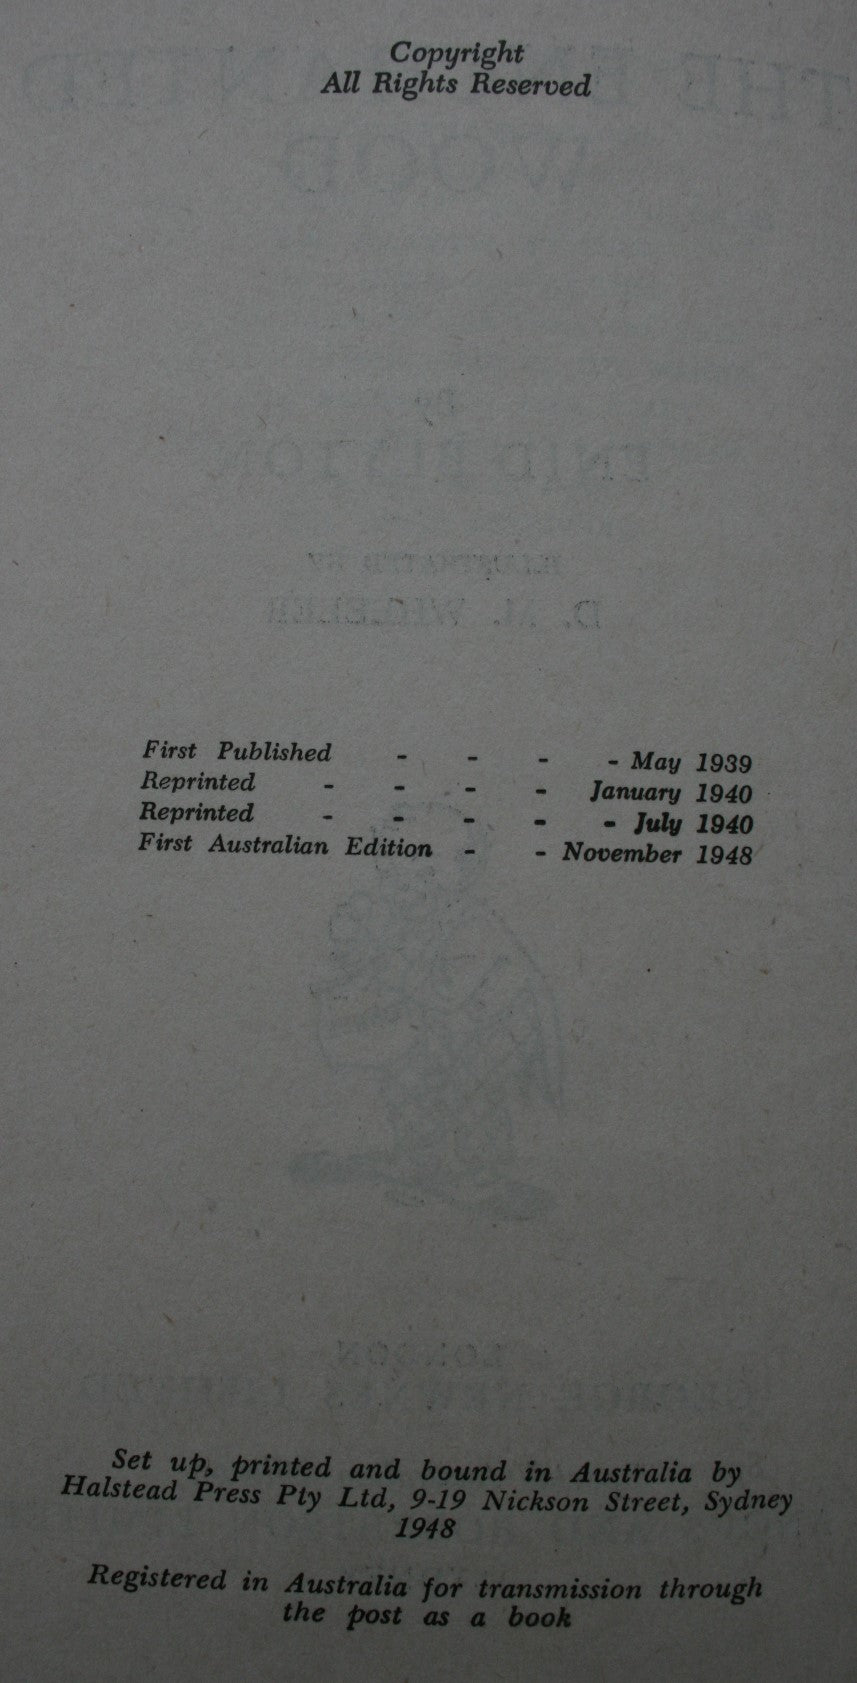 Copyright
All Rights Reserved
First Published - - - - May 1939
Reprinted - - - - January 1940
Reprinted - - - - - July 1940
First Australian Edition - - November 1948
Set up, printed and bound in Australia by
Halstead Press Pty Ltd, 9-19 Nickson Street, Sydney
1948
Registered in Australia for transmission through
the post as a book